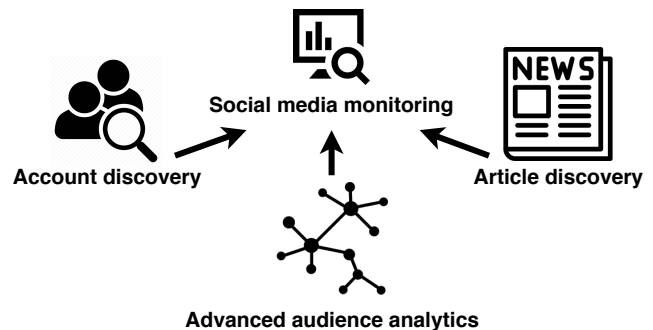 NEWS
Social media monitoring
Account discovery
Article discovery
Advanced audience analytics